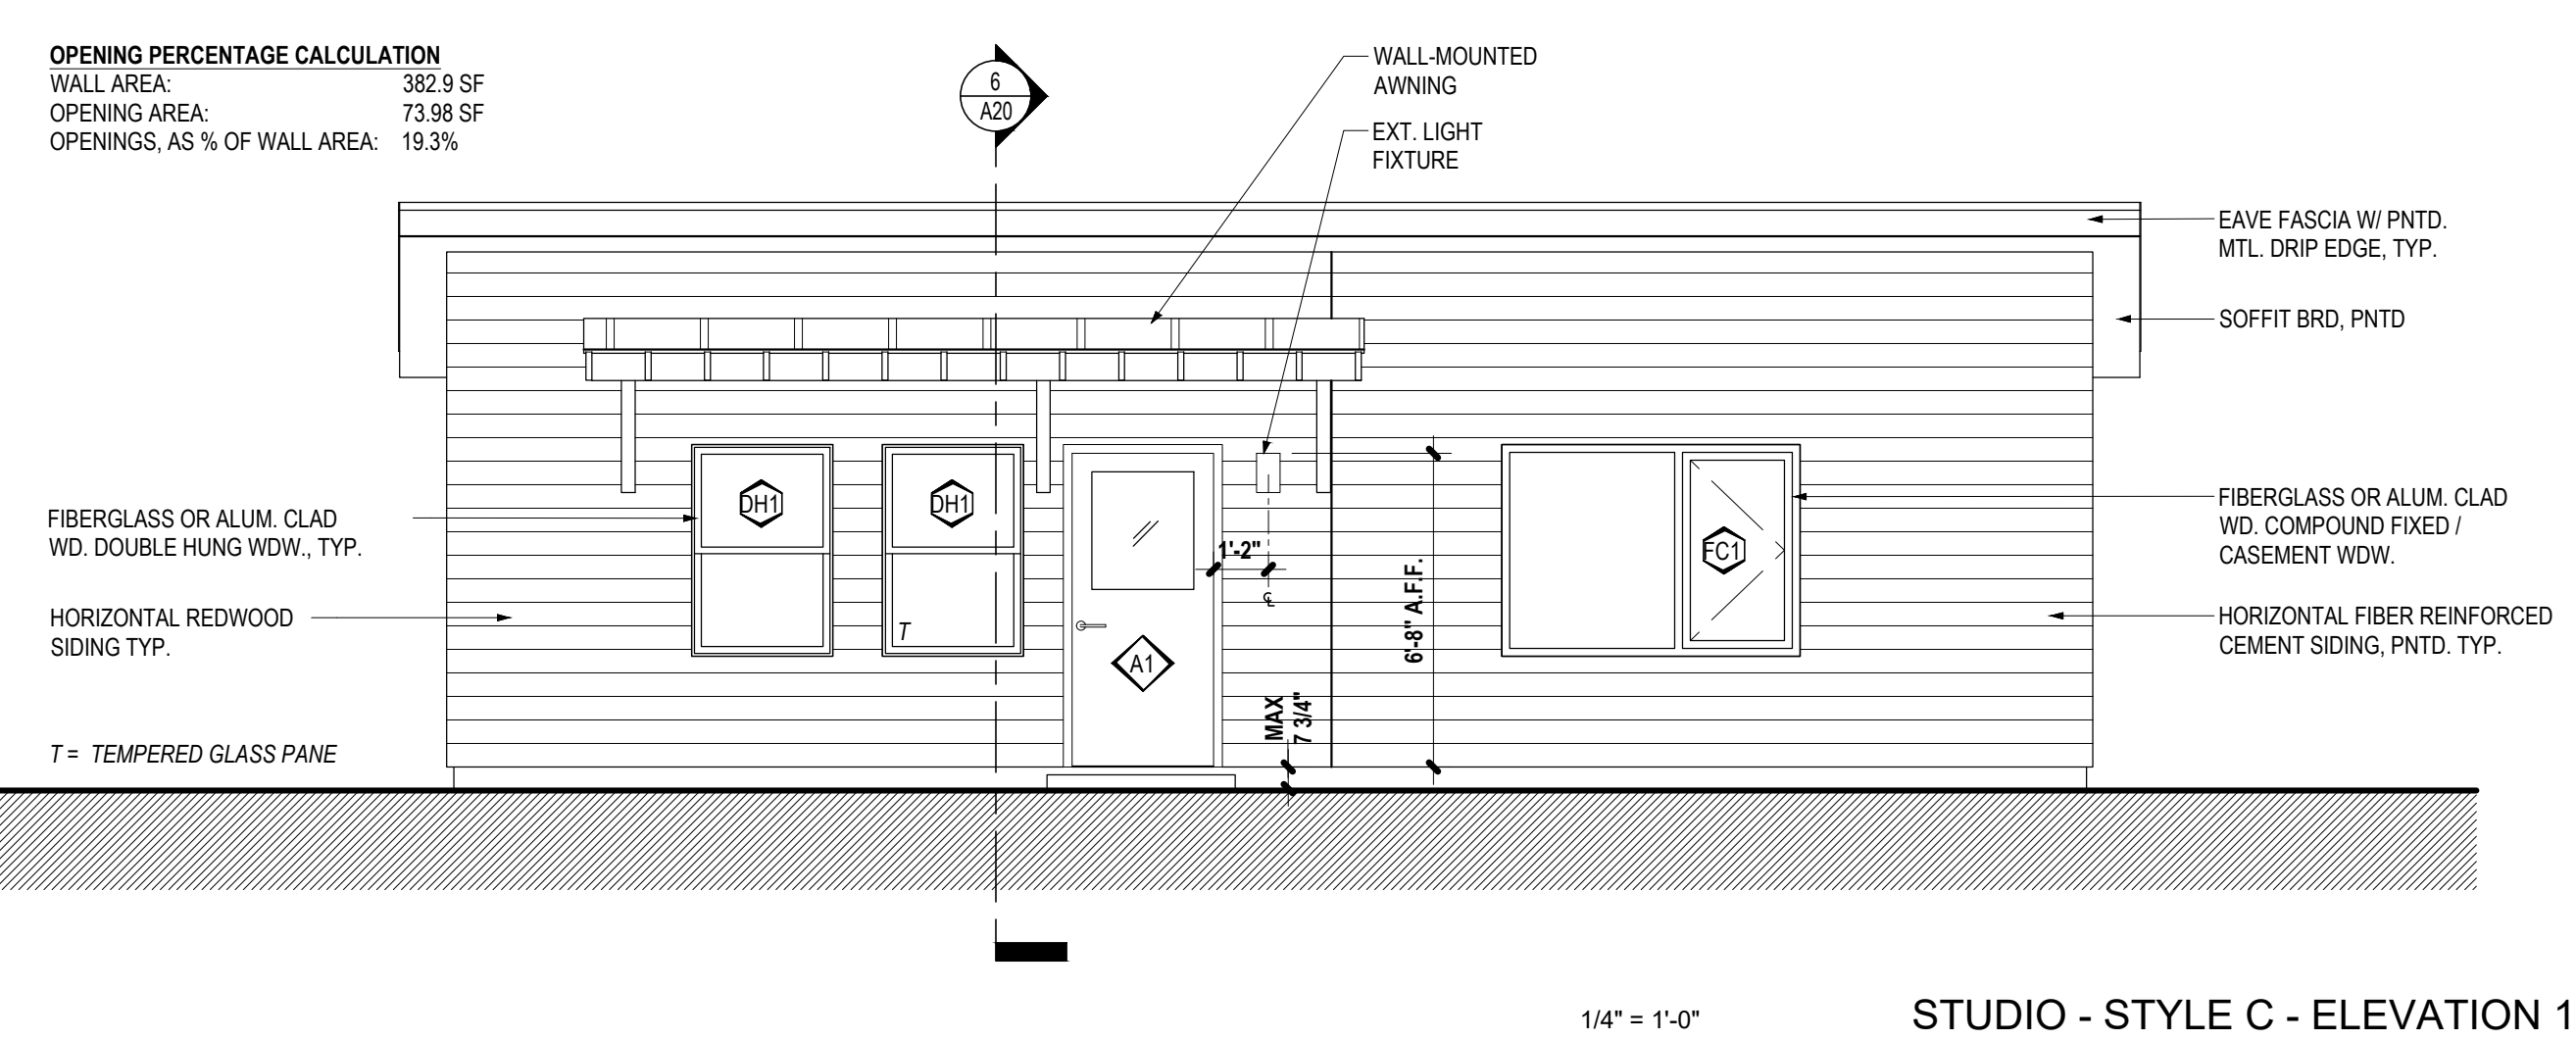 OPENING PERCENTAGE CALCULATION
WALL AREA: 382.9 SF
OPENING AREA: 73.98 SF
OPENINGS, AS % OF WALL AREA: 19.3%
6
A20
WALL-MOUNTED
AWNING
EXT. LIGHT
FIXTURE
EAVE FASCIA W/ PNTD.
MTL. DRIP EDGE, TYP.
SOFFIT BRD, PNTD
FIBERGLASS OR ALUM. CLAD
WD. DOUBLE HUNG WDW., TYP.
HORIZONTAL REDWOOD
SIDING TYP.
T = TEMPERED GLASS PANE
DH1
DH1
T
A1
1'-2"
CL
MAX
7 3/4"
6'-8" A.F.F.
FC1
FIBERGLASS OR ALUM. CLAD
WD. COMPOUND FIXED /
CASEMENT WDW.
HORIZONTAL FIBER REINFORCED
CEMENT SIDING, PNTD. TYP.
1/4" = 1'-0"
STUDIO - STYLE C - ELEVATION 1